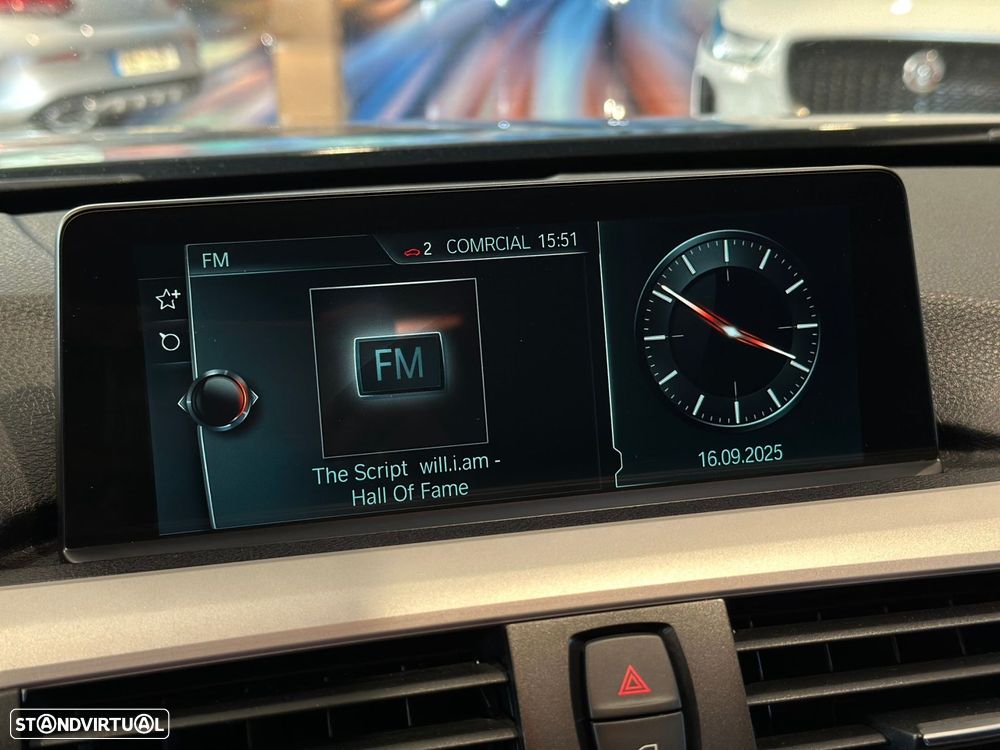 FM
2 COMRCIAL 15:51
FM
The Script will.i.am -
Hall Of Fame
16.09.2025
STANDVIRTUAL